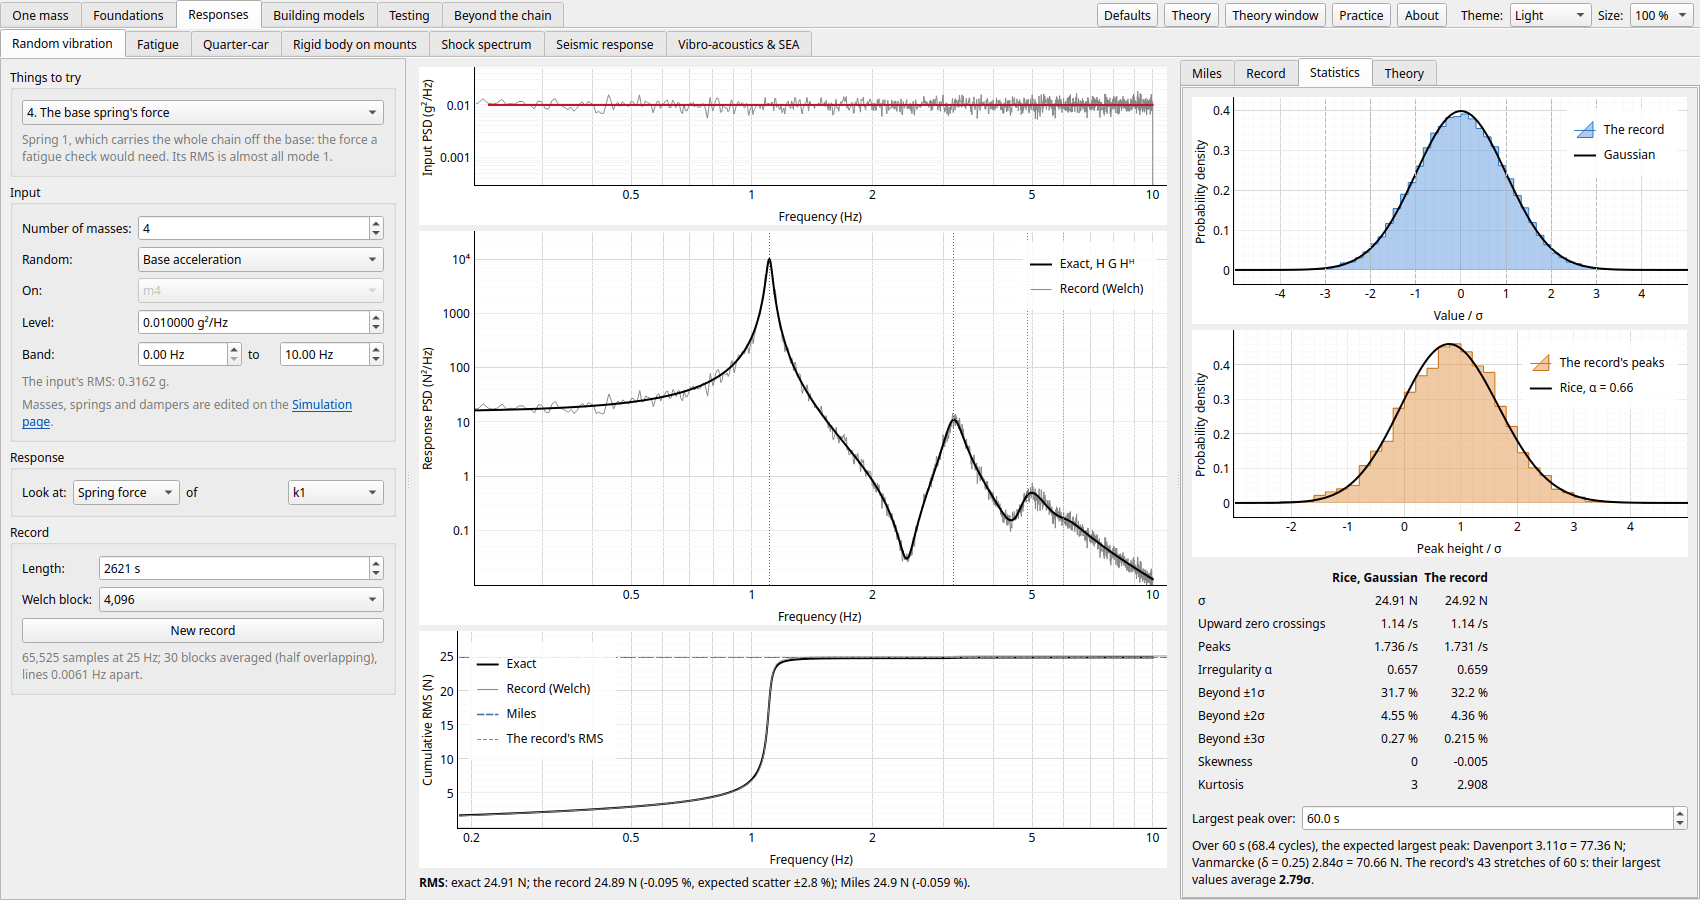 One mass
Foundations
Responses
Building models
Testing
Beyond the chain
Defaults
Theory
Theory window
Practice
About
Theme:
Light
Size:
100 %
Random vibration
Fatigue
Quarter-car
Rigid body on mounts
Shock spectrum
Seismic response
Vibro-acoustics & SEA
Things to try
4. The base spring's force
Spring 1, which carries the whole chain off the base: the force a
fatigue check would need. Its RMS is almost all mode 1.
Input
Number of masses: 4
Random: Base acceleration
On: m4
Level: 0.010000 g²/Hz
Band: 0.00 Hz to 10.00 Hz
The input's RMS: 0.3162 g.
Masses, springs and dampers are edited on the Simulation
page.
Response
Look at: Spring force of k1
Record
Length: 2621 s
Welch block: 4,096
New record
65,525 samples at 25 Hz; 30 blocks averaged (half overlapping),
lines 0.0061 Hz apart.
Input PSD (g²/Hz)
0.01
0.001
0.5 1 2 5 10
Frequency (Hz)
Response PSD (N²/Hz)
10⁴
1000
100
10
1
0.1
Exact, H G Hᴴ
Record (Welch)
0.5 1 2 5 10
Frequency (Hz)
Cumulative RMS (N)
25
20
15
10
5
Exact
Record (Welch)
Miles
The record's RMS
0.2 0.5 1 2 5 10
Frequency (Hz)
RMS: exact 24.91 N; the record 24.89 N (-0.095 %, expected scatter ±2.8 %); Miles 24.9 N (-0.059 %).
Miles
Record
Statistics
Theory
Probability density
0.4
0.3
0.2
0.1
0
The record
Gaussian
-4 -3 -2 -1 0 1 2 3 4
Value / σ
Probability density
0.4
0.3
0.2
0.1
0
The record's peaks
Rice, α = 0.66
-2 -1 0 1 2 3 4
Peak height / σ
Rice, Gaussian The record
σ 24.91 N 24.92 N
Upward zero crossings 1.14 /s 1.14 /s
Peaks 1.736 /s 1.731 /s
Irregularity α 0.657 0.659
Beyond ±1σ 31.7 % 32.2 %
Beyond ±2σ 4.55 % 4.36 %
Beyond ±3σ 0.27 % 0.215 %
Skewness 0 -0.005
Kurtosis 3 2.908
Largest peak over: 60.0 s
Over 60 s (68.4 cycles), the expected largest peak: Davenport 3.11σ = 77.36 N;
Vanmarcke (δ = 0.25) 2.84σ = 70.66 N. The record's 43 stretches of 60 s: their largest
values average 2.79σ.